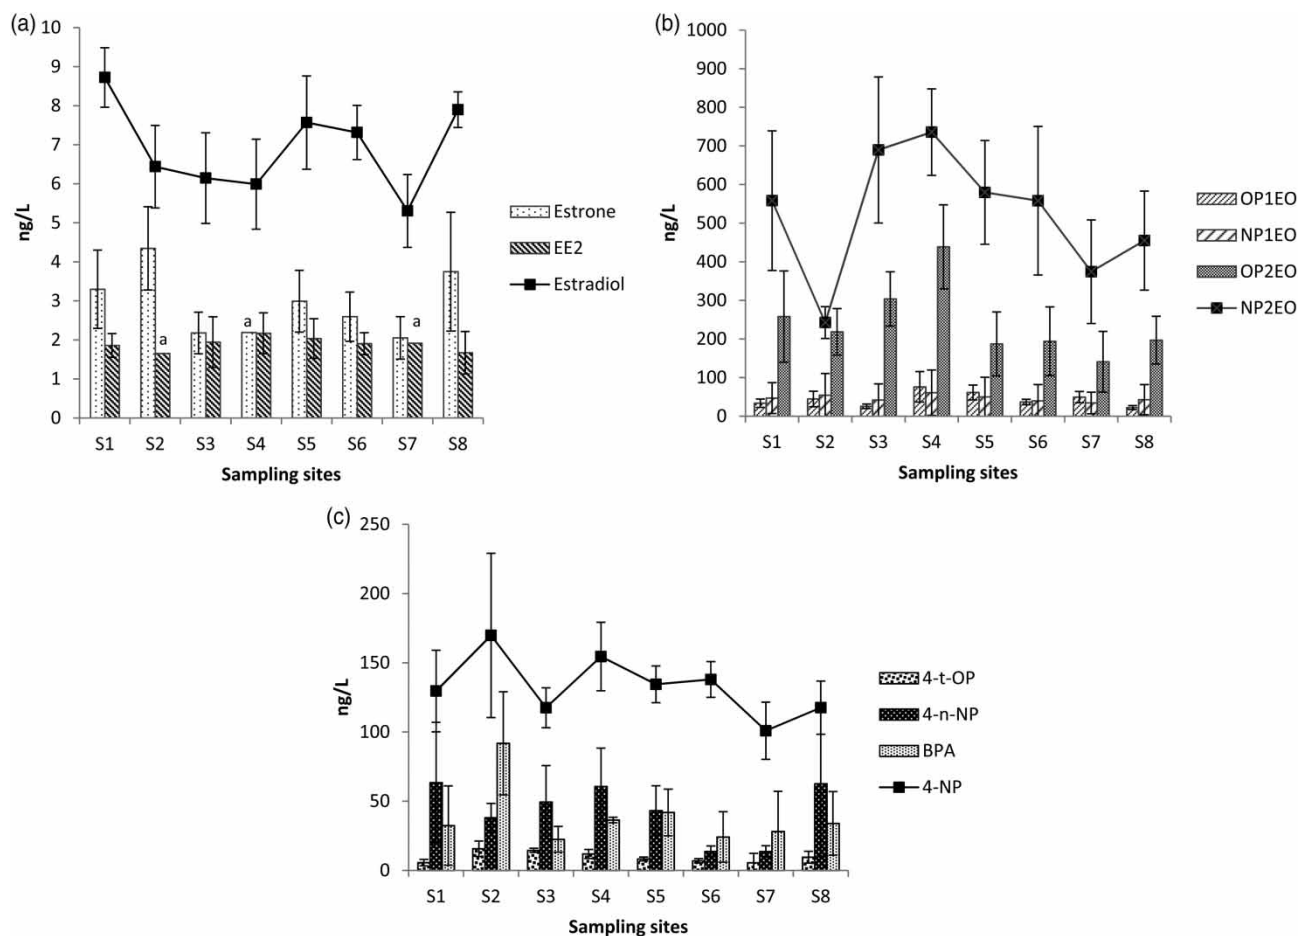 (a)
10
9
8
7
6
5
4
3
2
1
0
ng/L
a
a
a
S1 S2 S3 S4 S5 S6 S7 S8
Sampling sites
Estrone
EE2
Estradiol
(b)
1000
900
800
700
600
500
400
300
200
100
0
ng/L
S1 S2 S3 S4 S5 S6 S7 S8
Sampling sites
OP1EO
NP1EO
OP2EO
NP2EO
(c)
250
200
150
100
50
0
ng/L
S1 S2 S3 S4 S5 S6 S7 S8
Sampling sites
4-t-OP
4-n-NP
BPA
4-NP